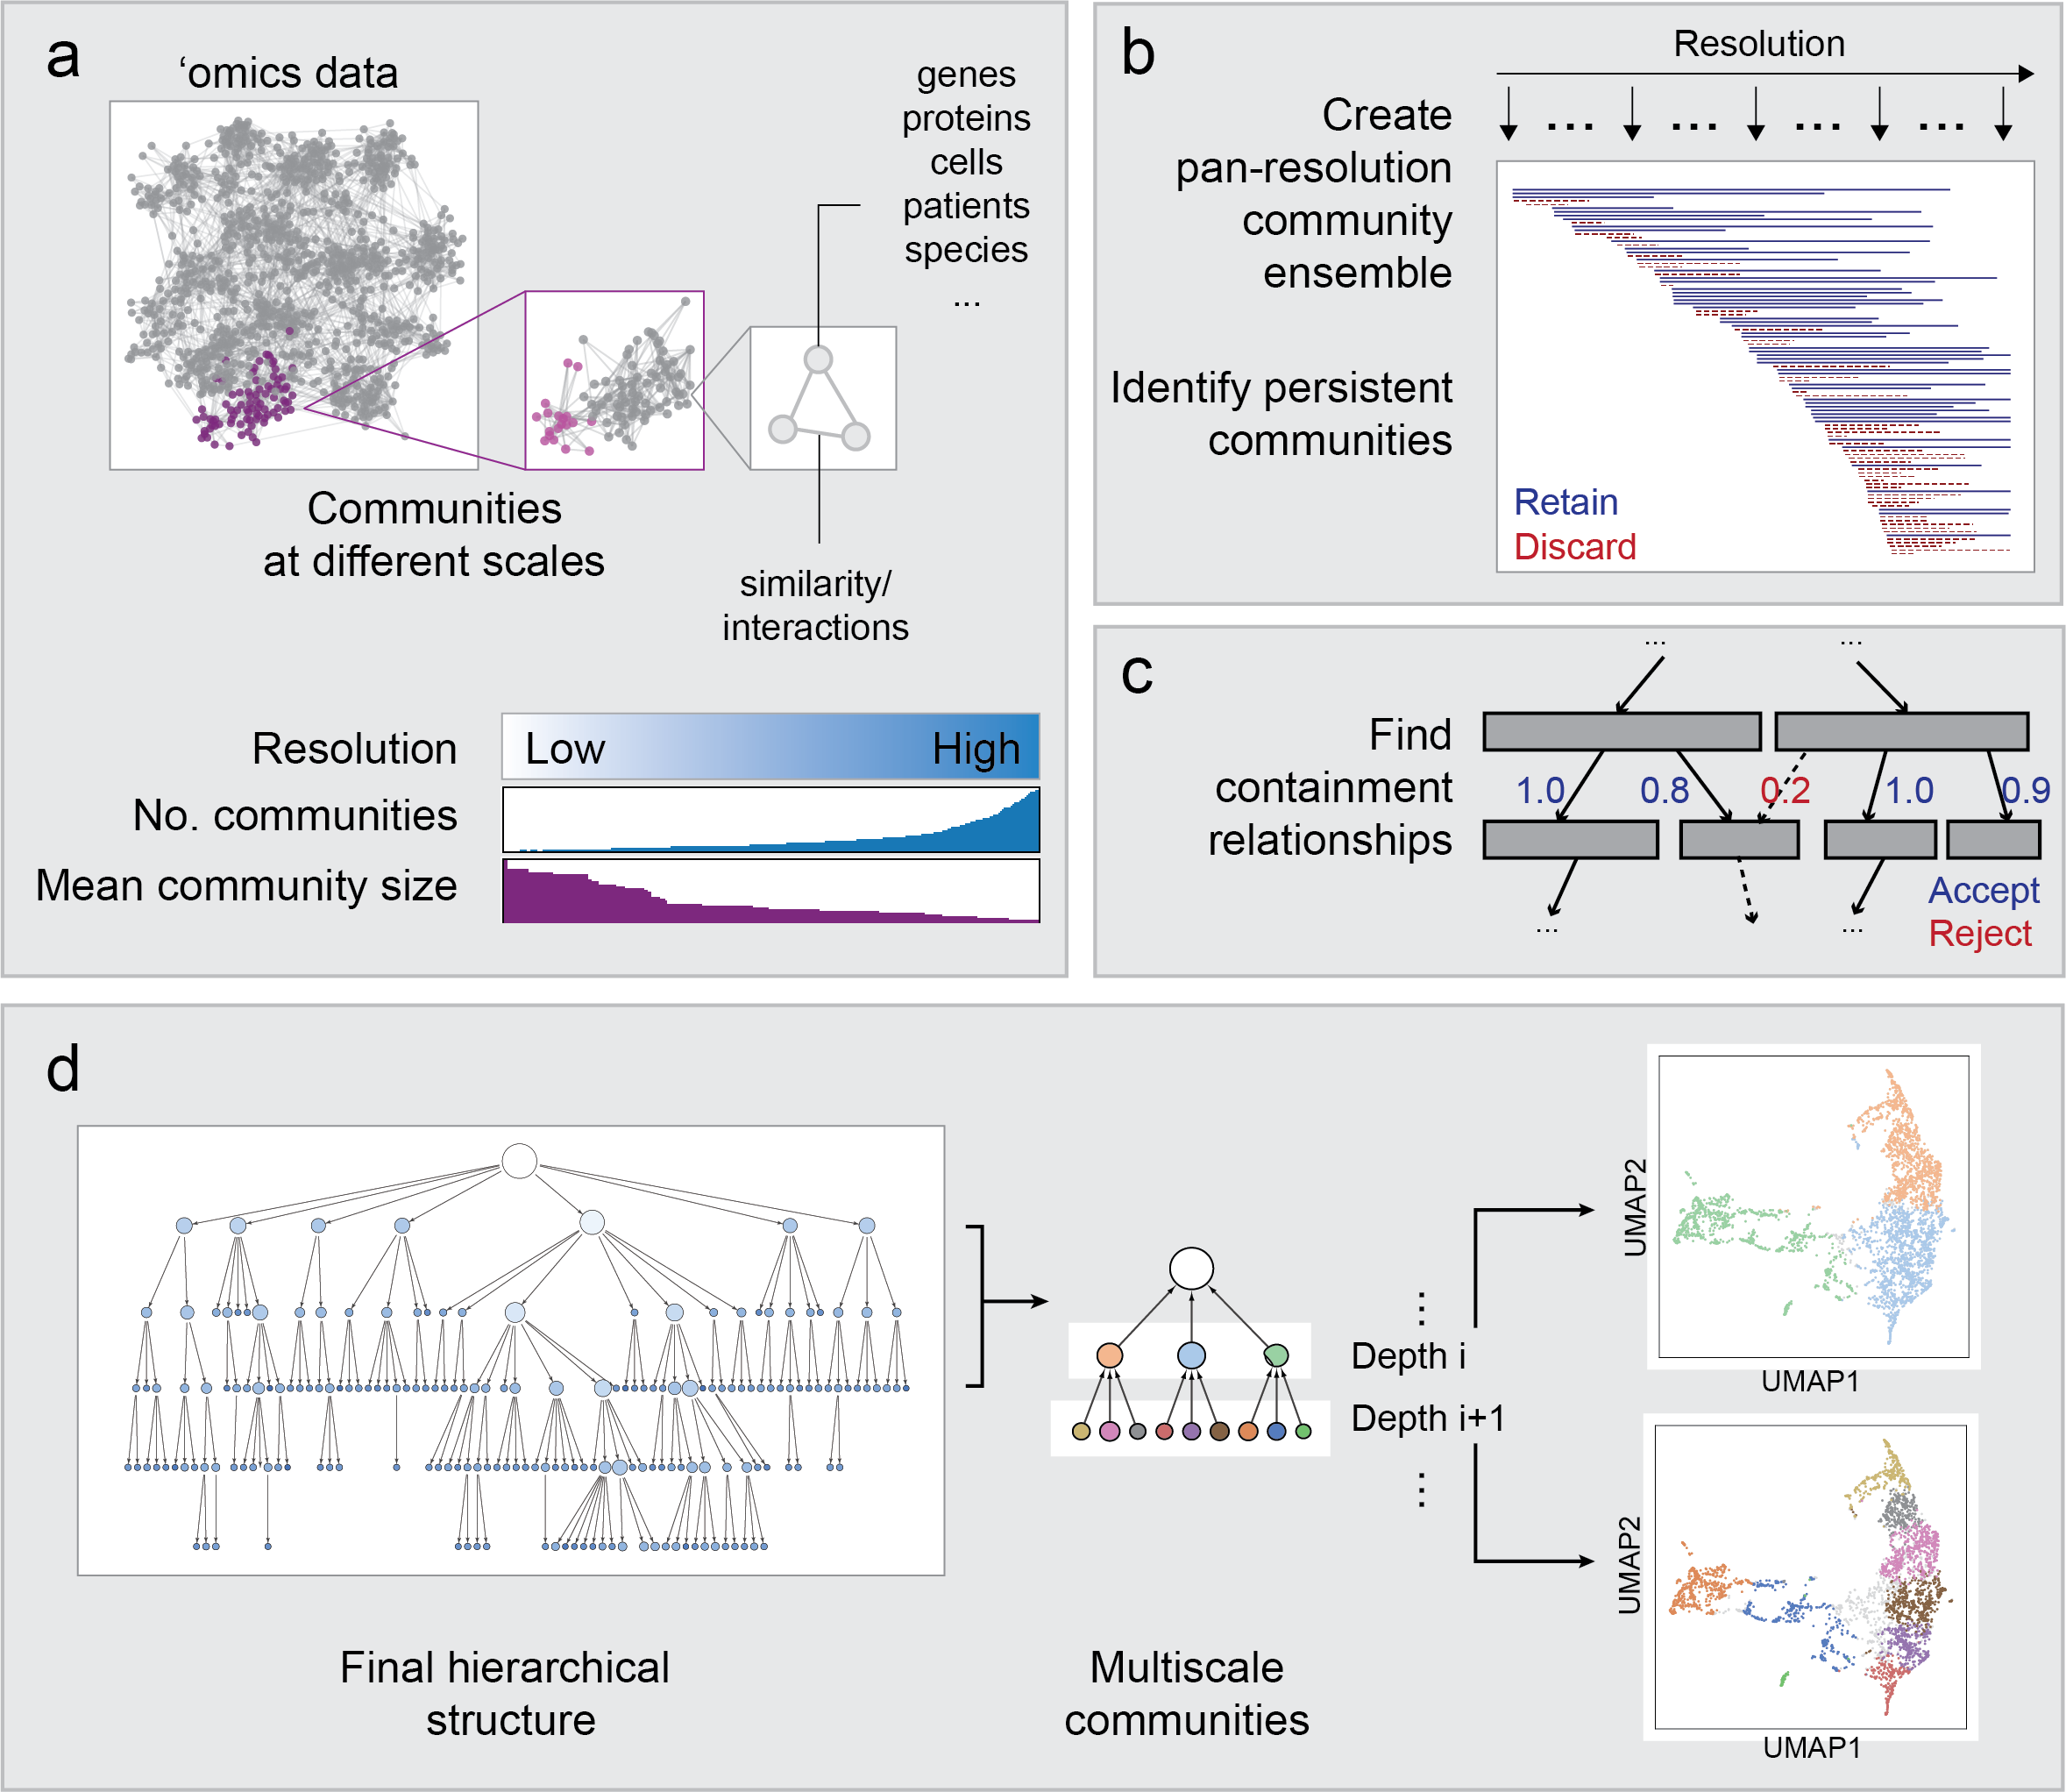 a
‘omics data
genes
proteins
cells
patients
species
...
Communities
at different scales
similarity/
interactions
Resolution
Low
High
No. communities
Mean community size
b
Resolution
... ... ... ...
Create
pan-resolution
community
ensemble
Identify persistent
communities
Retain
Discard
c
... ...
Find
containment
relationships
1.0 0.8 0.2 1.0 0.9
Accept
Reject
... ...
d
Final hierarchical
structure
Multiscale
communities
...
Depth i
Depth i+1
...
UMAP2
UMAP1
UMAP2
UMAP1